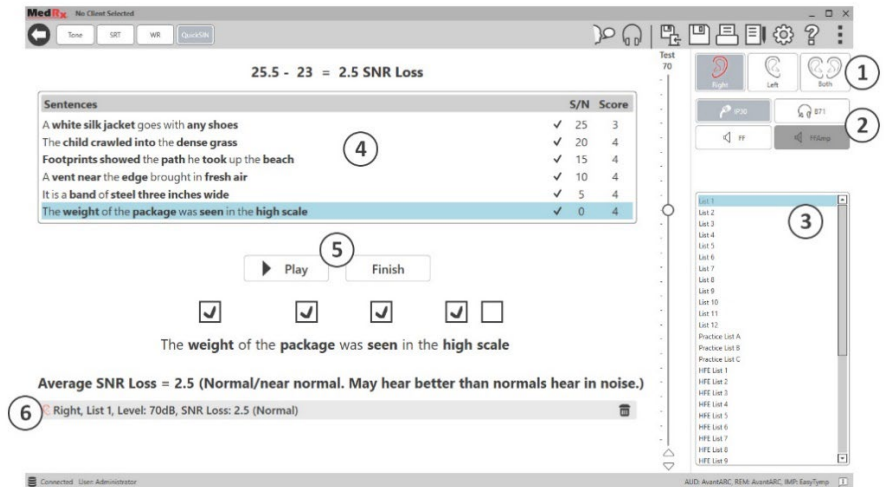 MedRx No Client Selected
Tone SRT WR QuickSIN
Test
70
25.5 - 23 = 2.5 SNR Loss
Right Left Both 1
Sentences S/N Score
A white silk jacket goes with any shoes ✓ 25 3
The child crawled into the dense grass ✓ 20 4
Footprints showed the path he took up the beach ✓ 15 4
A vent near the edge brought in fresh air ✓ 10 4
It is a band of steel three inches wide ✓ 5 4
The weight of the package was seen in the high scale ✓ 0 4
4
IP30 B71 2
FF FFAmp
List 1
List 2
List 3
List 4
List 5
List 6
List 7
List 8
List 9
List 10
List 11
List 12
Practice List A
Practice List B
Practice List C
HFE List 1
HFE List 2
HFE List 3
HFE List 4
HFE List 5
HFE List 6
HFE List 7
HFE List 8
HFE List 9
3
5
Play Finish
The weight of the package was seen in the high scale
Average SNR Loss = 2.5 (Normal/near normal. May hear better than normals hear in noise.)
6 Right, List 1, Level: 70dB, SNR Loss: 2.5 (Normal)
Connected User Administrator
AUD: AvantARC, REM: AvantARC, IMP: EasyTymp